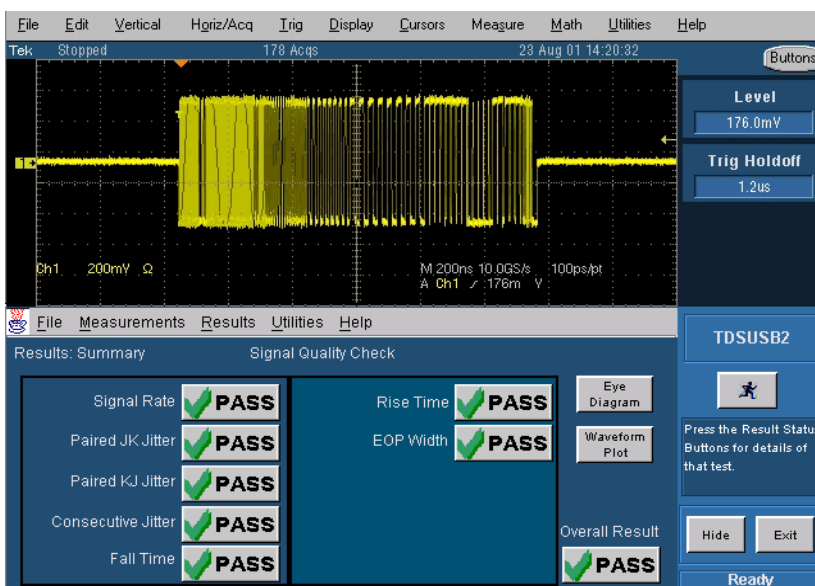 File Edit Vertical Horiz/Acq Trig Display Cursors Measure Math Utilities Help
Tek Stopped 178 Acqs 23 Aug 01 14:20:32
Buttons
Level
176.0mV
Trig Holdoff
1.2us
1
Ch1 200mV Ω M 200ns 10.0GS/s 100ps/pt
A Ch1 ∕ 176m V
File Measurements Results Utilities Help
Results: Summary Signal Quality Check
Signal Rate PASS
Paired JK Jitter PASS
Paired KJ Jitter PASS
Consecutive Jitter PASS
Fall Time PASS
Rise Time PASS
EOP Width PASS
Eye
Diagram
Waveform
Plot
Overall Result
PASS
TDSUSB2
Press the Result Status
Buttons for details of
that test.
Hide Exit
Ready